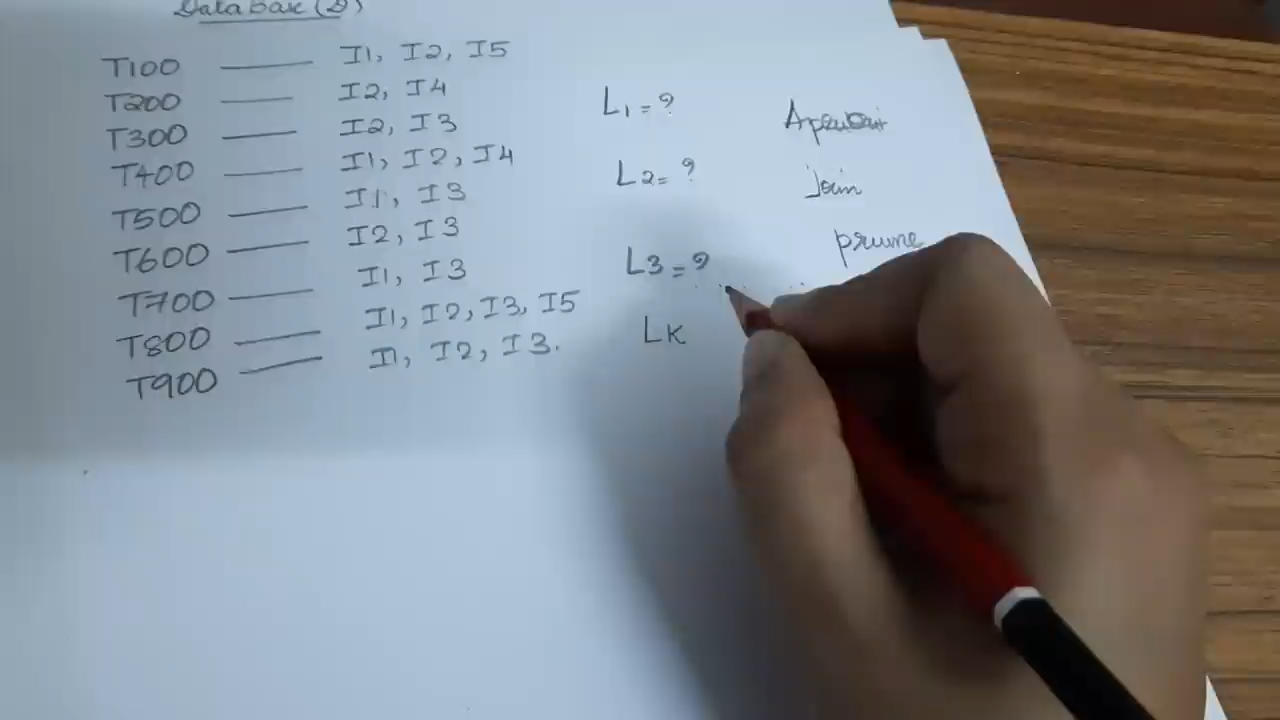 Database (D)
T100 —— I1, I2, I5
T200 —— I2, I4
T300 —— I2, I3
T400 —— I1, I2, I4
T500 —— I1, I3
T600 —— I2, I3
T700 —— I1, I3
T800 —— I1, I2, I3, I5
T900 —— I1, I2, I3.
L1 = ?
L2 = ?
L3 = ?
LK
Join
prune